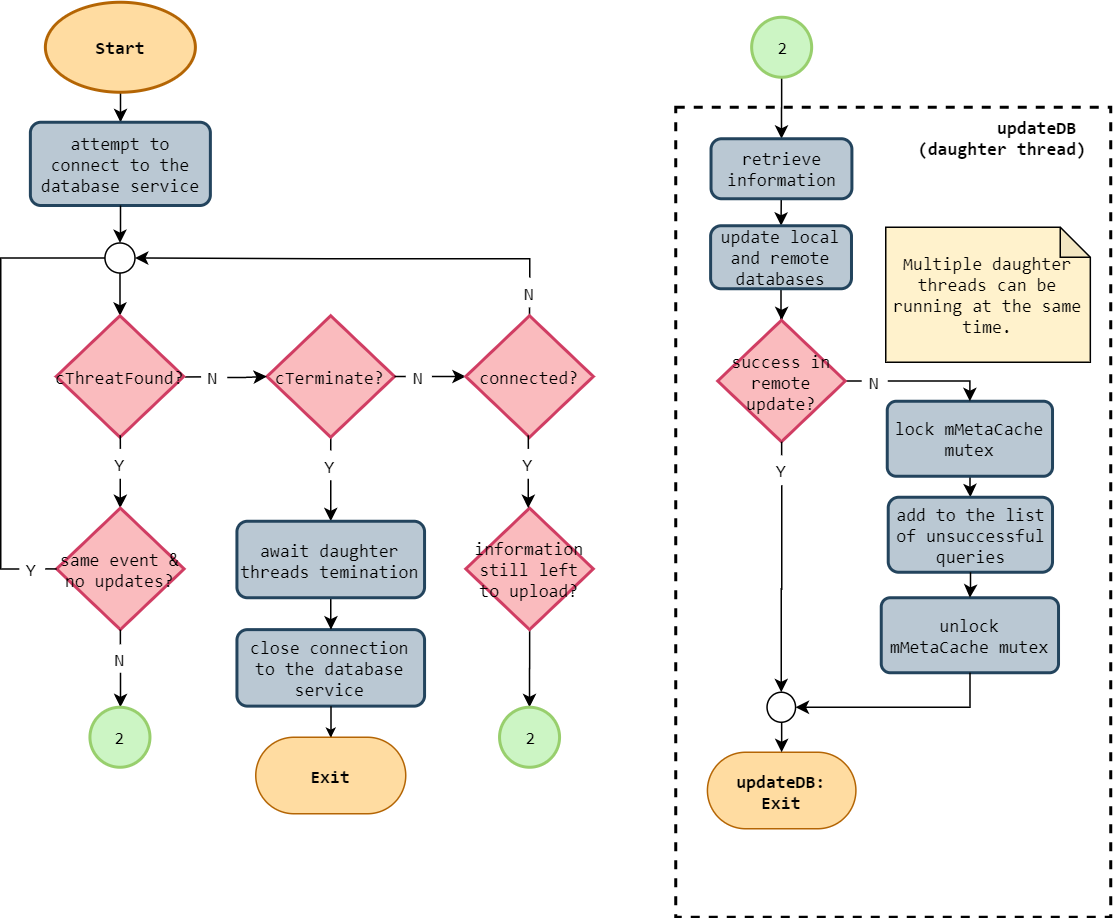 Start
attempt to
connect to the
database service
cThreatFound?
N
cTerminate?
N
connected?
N
Y
Y
Y
same event &
no updates?
Y
N
2
await daughter
threads temination
close connection
to the database
service
Exit
information
still left
to upload?
2
2
updateDB
(daughter thread)
retrieve
information
update local
and remote
databases
Multiple daughter
threads can be
running at the same
time.
success in
remote
update?
N
Y
lock mMetaCache
mutex
add to the list
of unsuccessful
queries
unlock
mMetaCache mutex
updateDB:
Exit